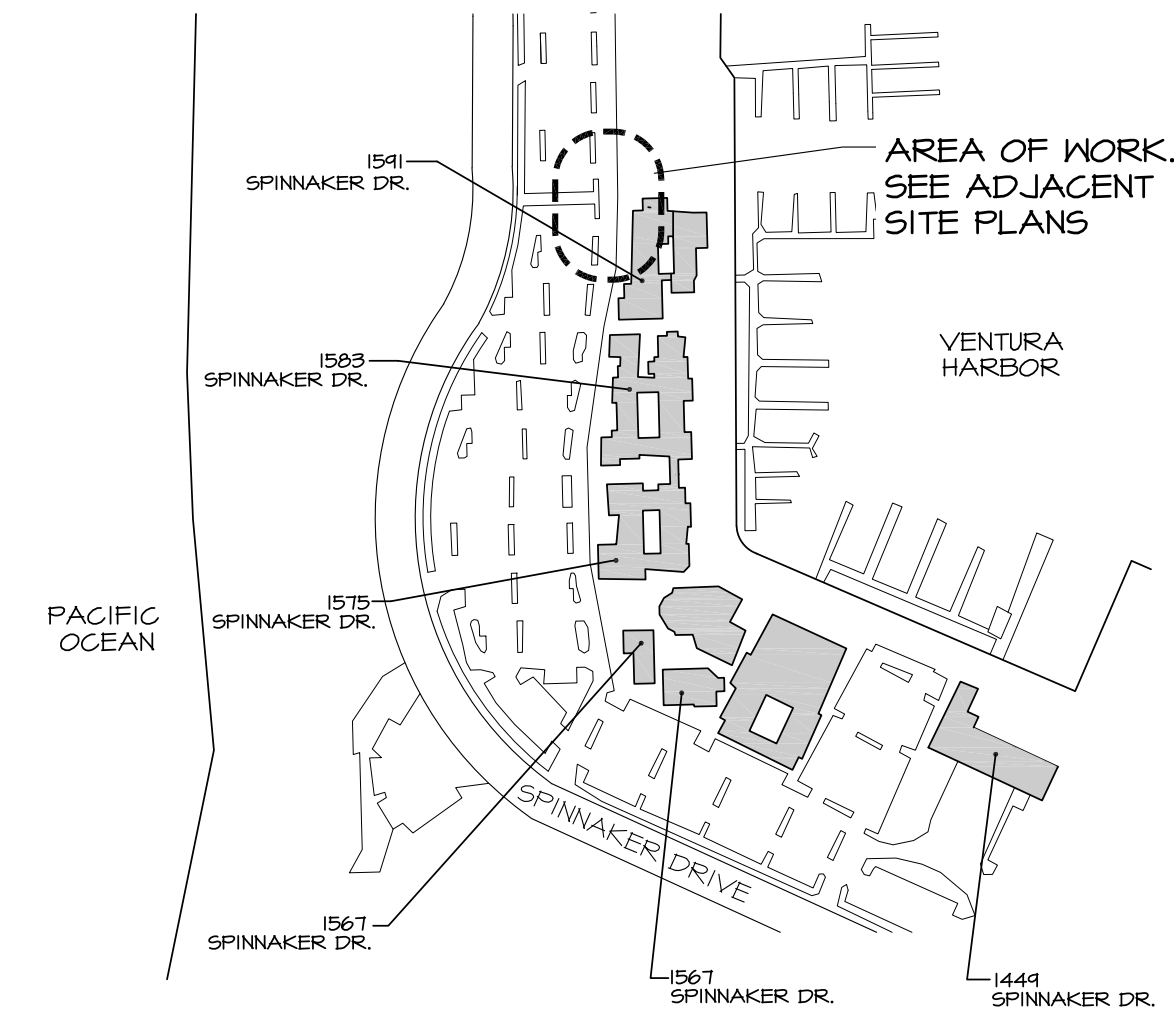 1591
SPINNAKER DR.
AREA OF WORK.
SEE ADJACENT
SITE PLANS
VENTURA
HARBOR
1583
SPINNAKER DR.
1575
SPINNAKER DR.
PACIFIC
OCEAN
SPINNAKER DRIVE
1567
SPINNAKER DR.
1567
SPINNAKER DR.
1449
SPINNAKER DR.